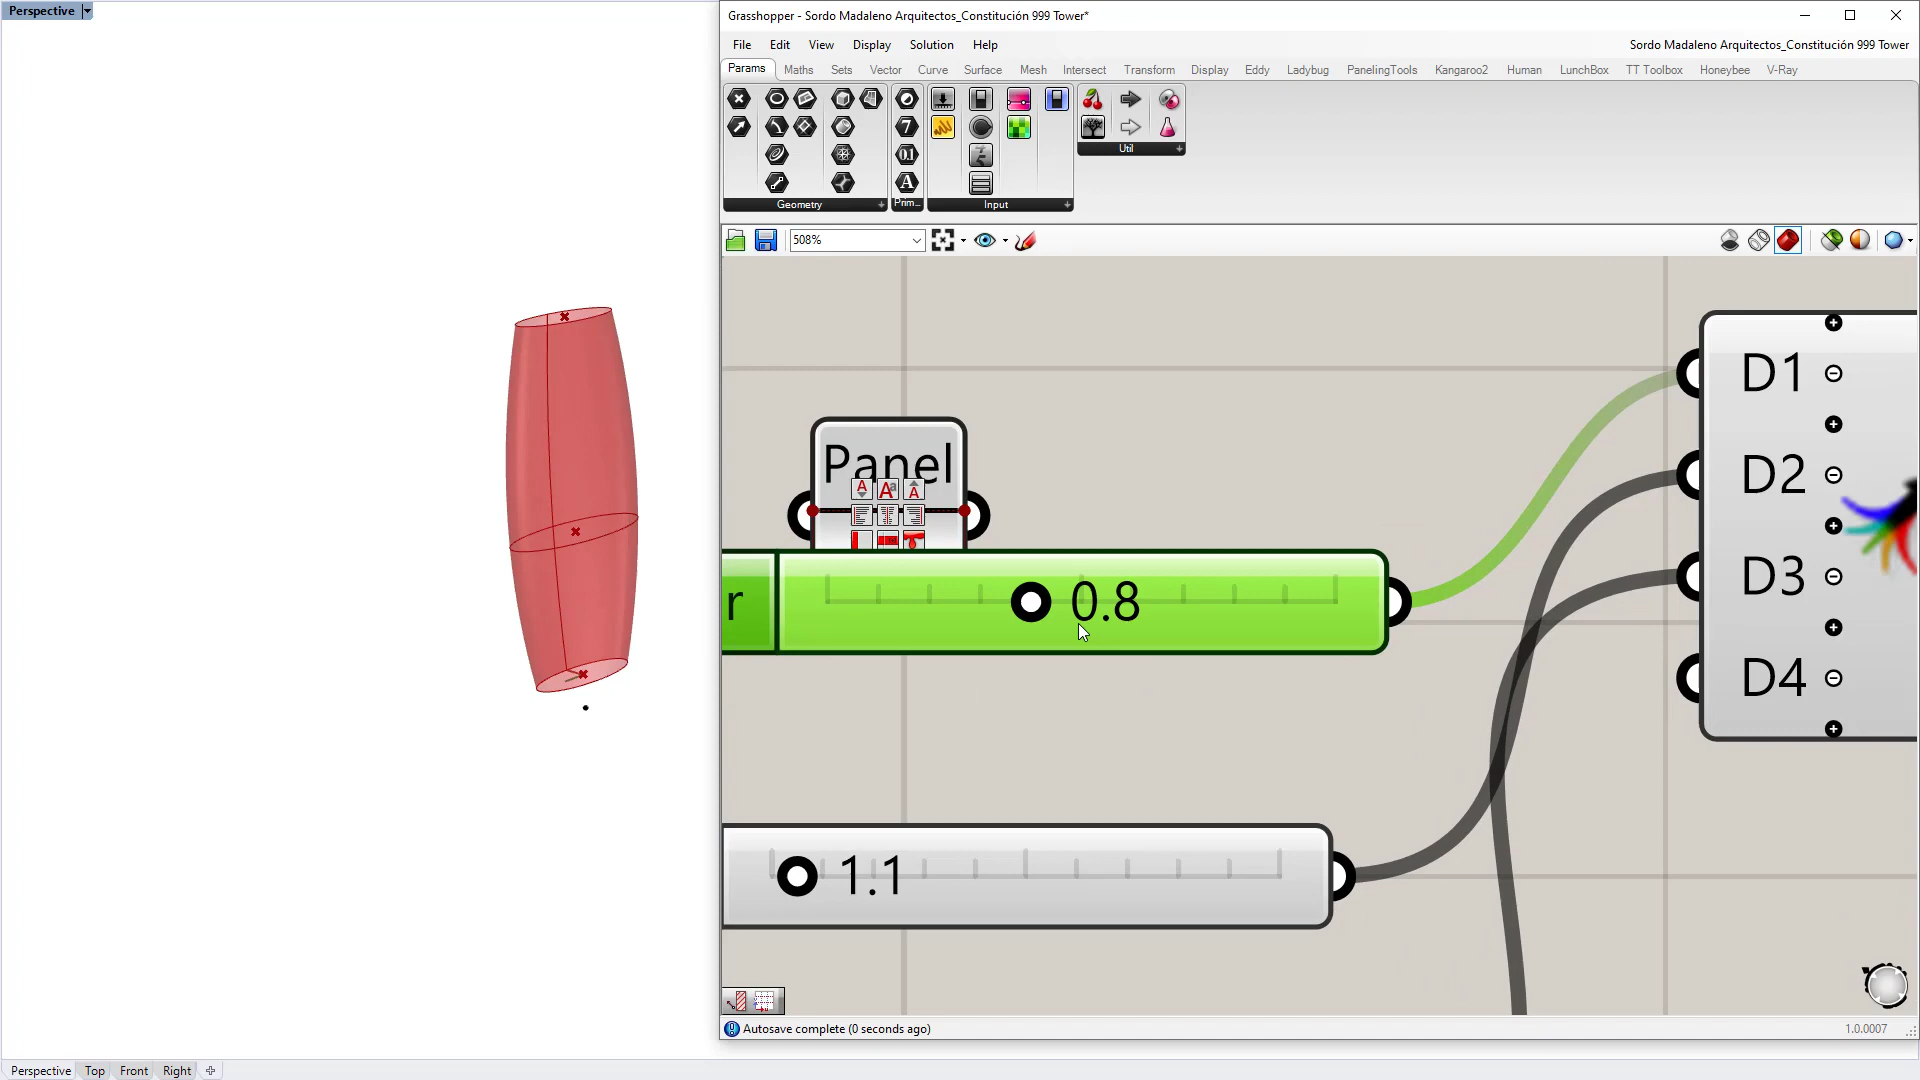 Perspective
Grasshopper - Sordo Madaleno Arquitectos_Constitución 999 Tower*
File Edit View Display Solution Help
Sordo Madaleno Arquitectos_Constitución 999 Tower
Params Maths Sets Vector Curve Surface Mesh Intersect Transform Display Eddy Ladybug PanelingTools Kangaroo2 Human LunchBox TT Toolbox Honeybee V-Ray
Geometry
Prim...
Input
Util
508%
D1
D2
D3
D4
Panel
r
0.8
1.1
Autosave complete (0 seconds ago)
1.0.0007
Perspective Top Front Right